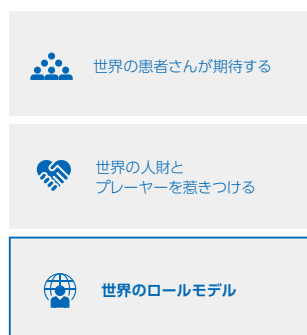 世界の患者さんが期待する
世界の人財と
プレーヤーを惹きつける
世界のロールモデル